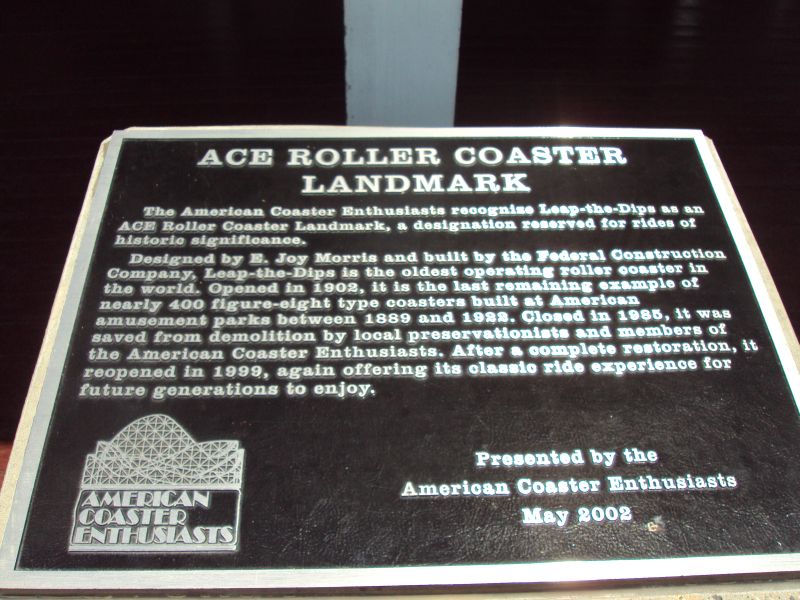 ACE ROLLER COASTER
LANDMARK
The American Coaster Enthusiasts recognize Leap-the-Dips as an
ACE Roller Coaster Landmark, a designation reserved for rides of
historic significance.
Designed by E. Joy Morris and built by the Federal Construction
Company, Leap-the-Dips is the oldest operating roller coaster in
the world. Opened in 1902, it is the last remaining example of
nearly 400 figure-eight type coasters built at American
amusement parks between 1889 and 1922. Closed in 1985, it was
saved from demolition by local preservationists and members of
the American Coaster Enthusiasts. After a complete restoration, it
reopened in 1999, again offering its classic ride experience for
future generations to enjoy.
AMERICAN
COASTER
ENTHUSIASTS
Presented by the
American Coaster Enthusiasts
May 2002